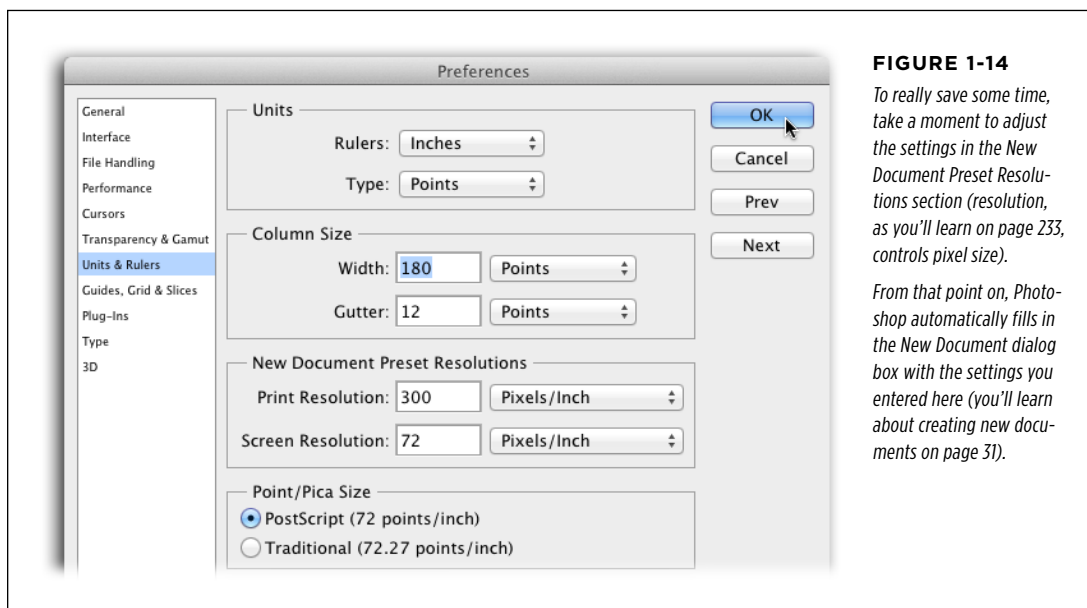 Preferences
General
Interface
File Handling
Performance
Cursors
Transparency & Gamut
Units & Rulers
Guides, Grid & Slices
Plug-Ins
Type
3D
Units
Rulers: Inches
Type: Points
Column Size
Width: 180 Points
Gutter: 12 Points
New Document Preset Resolutions
Print Resolution: 300 Pixels/Inch
Screen Resolution: 72 Pixels/Inch
Point/Pica Size
PostScript (72 points/inch)
Traditional (72.27 points/inch)
OK
Cancel
Prev
Next
FIGURE 1-14
To really save some time,
take a moment to adjust
the settings in the New
Document Preset Resolu-
tions section (resolution,
as you’ll learn on page 233,
controls pixel size).
From that point on, Photo-
shop automatically fills in
the New Document dialog
box with the settings you
entered here (you’ll learn
about creating new docu-
ments on page 31).